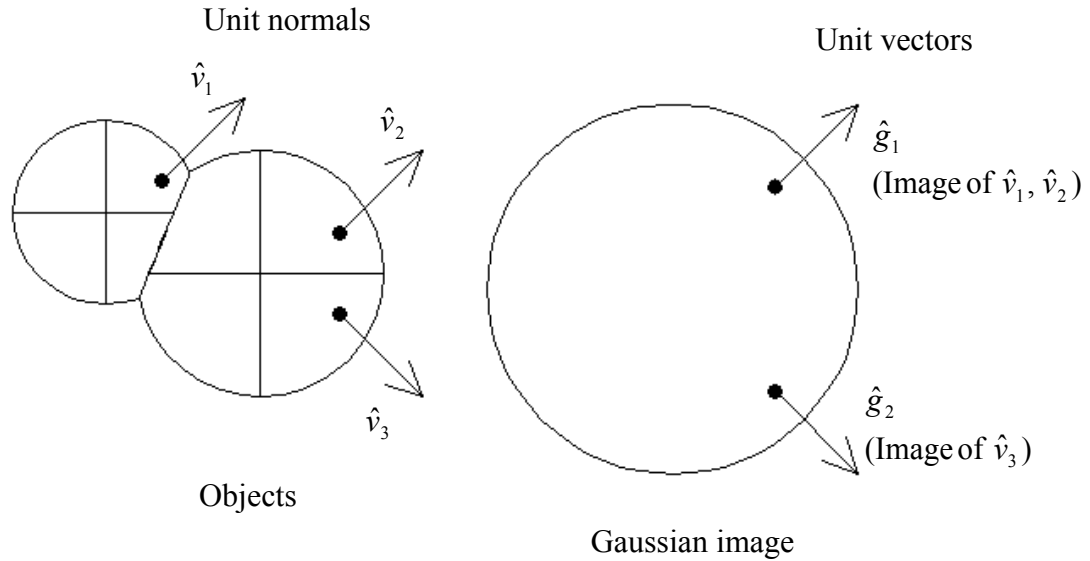 Unit normals
Unit vectors
v̂₁
v̂₂
ĝ₁
(Image of v̂₁, v̂₂)
v̂₃
ĝ₂
(Image of v̂₃)
Objects
Gaussian image